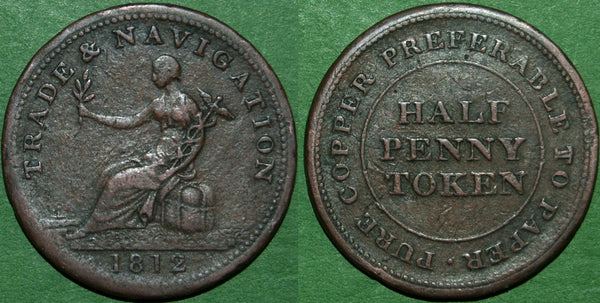 TRADE & NAVIGATION
1812
PURE COPPER PREFERABLE TO PAPER ·
HALF
PENNY
TOKEN